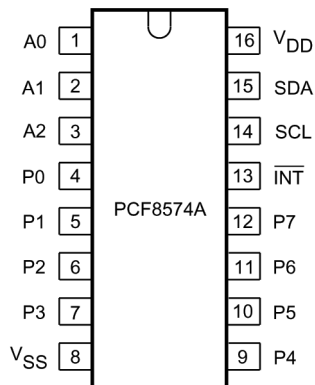 A0 1 16 VDD
A1 2 15 SDA
A2 3 14 SCL
P0 4 13 INT
PCF8574A
P1 5 12 P7
P2 6 11 P6
P3 7 10 P5
VSS 8 9 P4